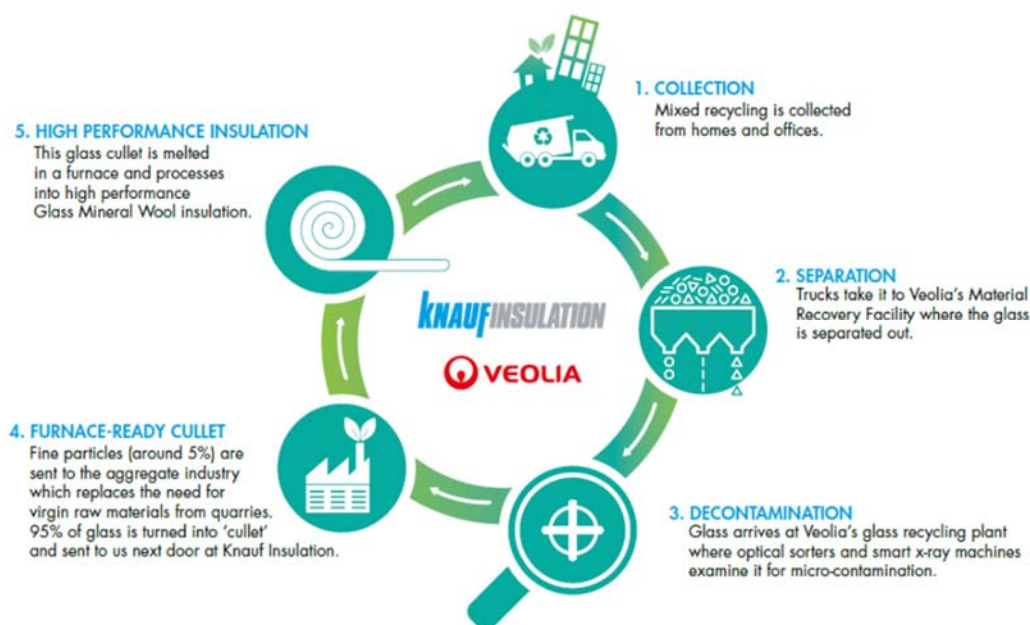 1. COLLECTION
Mixed recycling is collected
from homes and offices.
2. SEPARATION
Trucks take it to Veolia's Material
Recovery Facility where the glass
is separated out.
3. DECONTAMINATION
Glass arrives at Veolia's glass recycling plant
where optical sorters and smart x-ray machines
examine it for micro-contamination.
4. FURNACE-READY CULLET
Fine particles (around 5%) are
sent to the aggregate industry
which replaces the need for
virgin raw materials from quarries.
95% of glass is turned into 'cullet'
and sent to us next door at Knauf Insulation.
5. HIGH PERFORMANCE INSULATION
This glass cullet is melted
in a furnace and processes
into high performance
Glass Mineral Wool insulation.
KNAUFINSULATION
VEOLIA